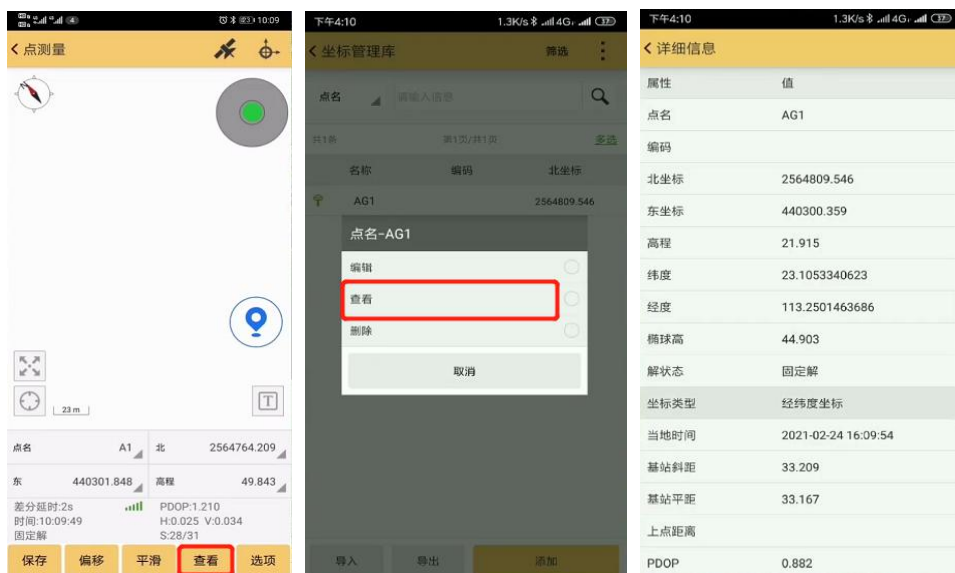 10:09
点测量
23 m
点名 A1 北 2564764.209
东 440301.848 高程 49.843
差分延时:2s PDOP:1.210
时间:10:09:49 H:0.025 V:0.034
固定解 S:28/31
保存 偏移 平滑 查看 选项
下午4:10 1.3K/s 4G
坐标管理库 筛选
点名 请输入信息
共1条 第1页/共1页 多选
名称 编码 北坐标
AG1 2564809.546
点名-AG1
编辑
查看
删除
取消
导入 导出 添加
下午4:10 1.3K/s 4G
详细信息
属性 值
点名 AG1
编码
北坐标 2564809.546
东坐标 440300.359
高程 21.915
纬度 23.1053340623
经度 113.2501463686
椭球高 44.903
解状态 固定解
坐标类型 经纬度坐标
当地时间 2021-02-24 16:09:54
基站斜距 33.209
基站平距 33.167
上点距离
PDOP 0.882